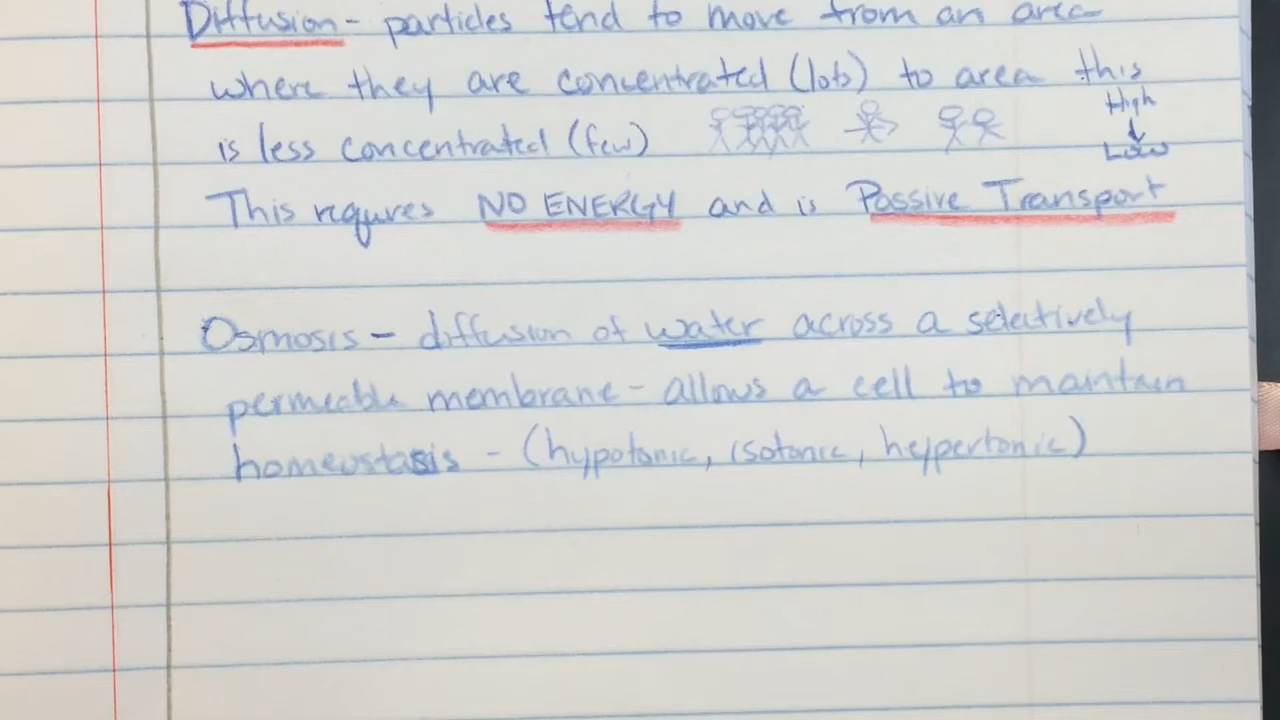 Diffusion - particles tend to move from an area
where they are concentrated (lots) to area this
High
is less concentrated (few)
Low
This requres NO ENERGY and is Passive Transport
Osmosis - diffusion of water across a selectively
permeable membrane - allows a cell to maintain
homeostasis - (hypotonic, isotonic, hypertonic)